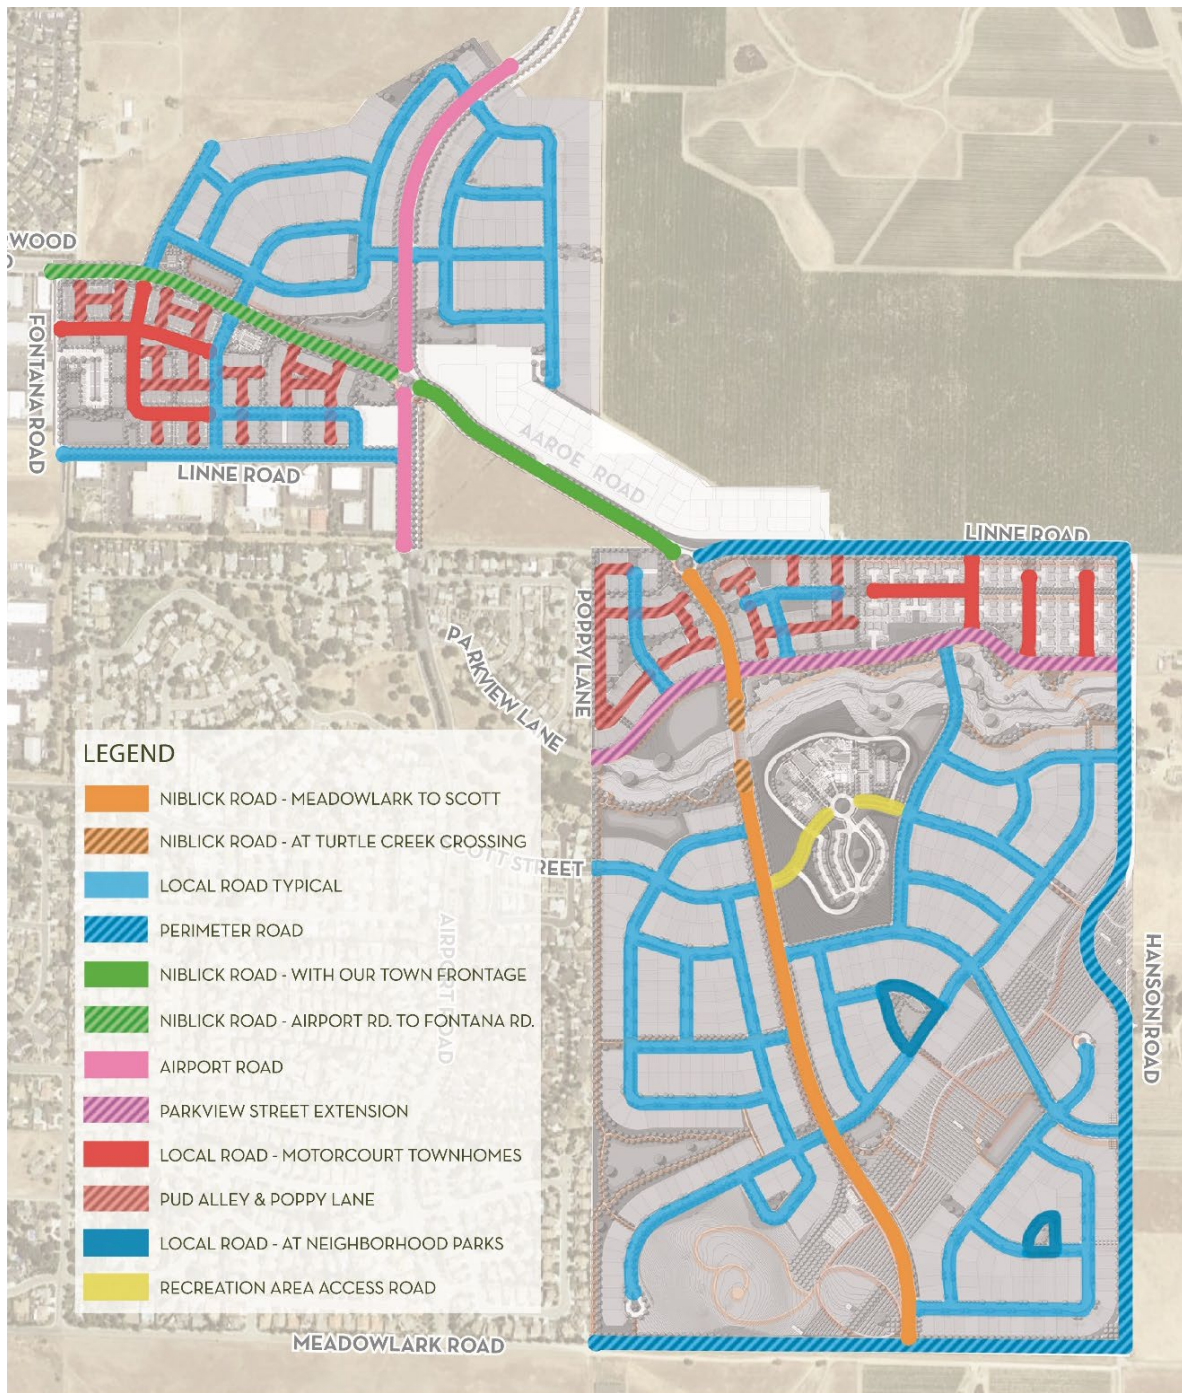 WOOD
FONTANA ROAD
LINNE ROAD
AAROE ROAD
LINNE ROAD
POPPY LANE
PARKVIEW LANE
LEGEND
NIBLICK ROAD - MEADOWLARK TO SCOTT
NIBLICK ROAD - AT TURTLE CREEK CROSSING
STREET
LOCAL ROAD TYPICAL
PERIMETER ROAD
NIBLICK ROAD - WITH OUR TOWN FRONTAGE
NIBLICK ROAD - AIRPORT RD. TO FONTANA RD.
AIRPORT ROAD
AIRPORT ROAD
PARKVIEW STREET EXTENSION
LOCAL ROAD - MOTORCOURT TOWNHOMES
PUD ALLEY & POPPY LANE
LOCAL ROAD - AT NEIGHBORHOOD PARKS
RECREATION AREA ACCESS ROAD
HANSON ROAD
MEADOWLARK ROAD